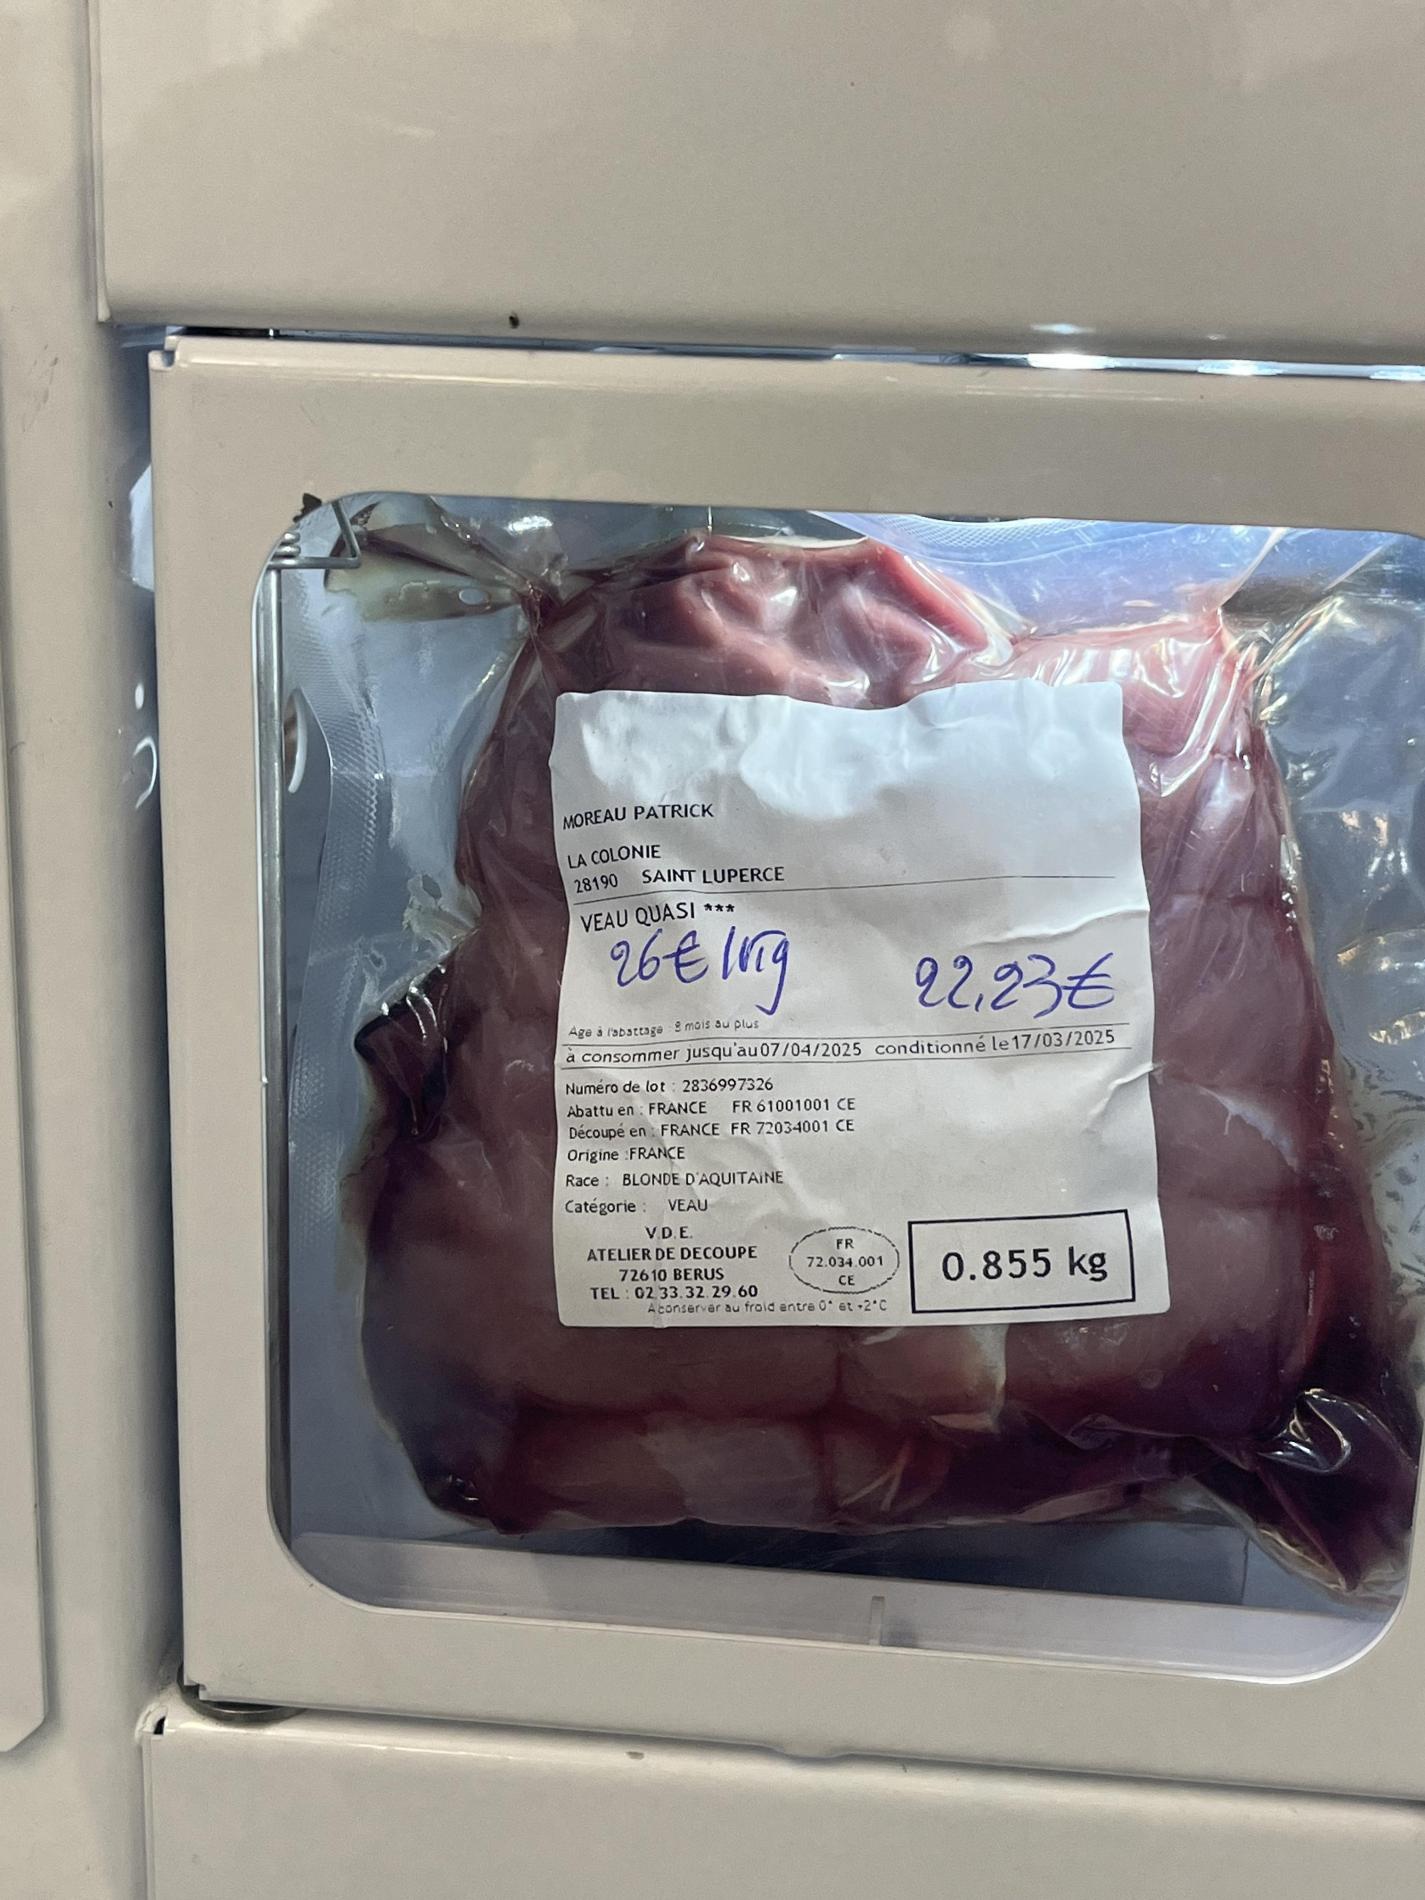 MOREAU PATRICK
LA COLONIE
28190 SAINT LUPERCE
VEAU QUASI ***
26€/kg 22,23€
Age à l'abattage : 8 mois au plus
à consommer jusqu'au 07/04/2025 conditionné le 17/03/2025
Numéro de lot : 2836997326
Abattu en : FRANCE FR 61001001 CE
Découpé en : FRANCE FR 72034001 CE
Origine : FRANCE
Race : BLONDE D'AQUITAINE
Catégorie : VEAU
V.D.E.
ATELIER DE DECOUPE
72610 BERUS
TEL : 02.33.32.29.60
A conserver au froid entre 0° et +2°C
FR
72.034.001
CE
0.855 kg